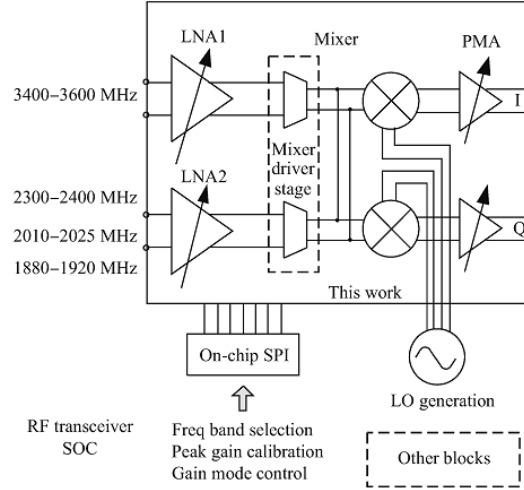 LNA1
Mixer
PMA
3400–3600 MHz
I
Mixer
driver
stage
LNA2
2300–2400 MHz
2010–2025 MHz
1880–1920 MHz
Q
This work
On-chip SPI
LO generation
RF transceiver
SOC
Freq band selection
Peak gain calibration
Gain mode control
Other blocks